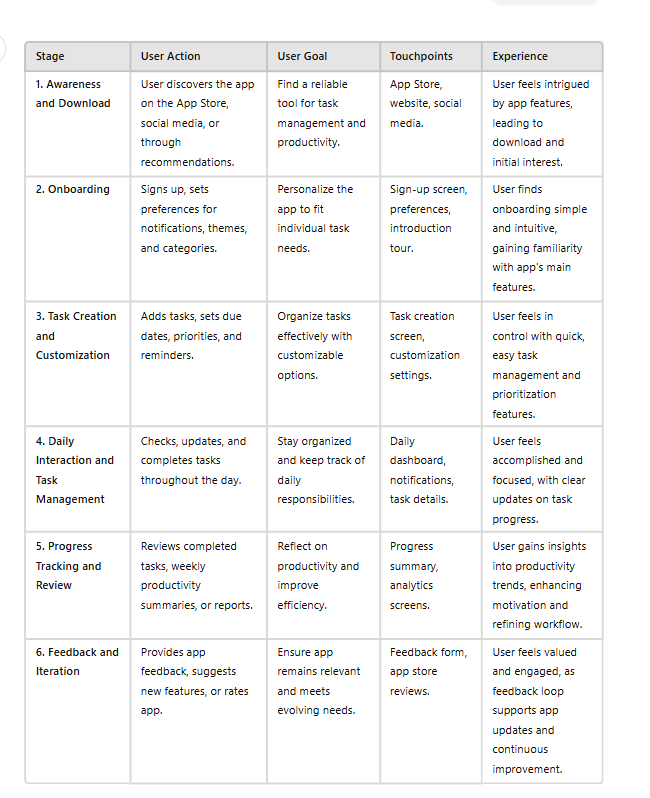 Stage
User Action
User Goal
Touchpoints
Experience
1. Awareness
and Download
User discovers the app
on the App Store,
social media, or
through
recommendations.
Find a reliable
tool for task
management and
productivity.
App Store,
website, social
media.
User feels intrigued
by app features,
leading to
download and
initial interest.
2. Onboarding
Signs up, sets
preferences for
notifications, themes,
and categories.
Personalize the
app to fit
individual task
needs.
Sign-up screen,
preferences,
introduction
tour.
User finds
onboarding simple
and intuitive,
gaining familiarity
with app's main
features.
3. Task Creation
and
Customization
Adds tasks, sets due
dates, priorities, and
reminders.
Organize tasks
effectively with
customizable
options.
Task creation
screen,
customization
settings.
User feels in
control with quick,
easy task
management and
prioritization
features.
4. Daily
Interaction and
Task
Management
Checks, updates, and
completes tasks
throughout the day.
Stay organized
and keep track of
daily
responsibilities.
Daily
dashboard,
notifications,
task details.
User feels
accomplished and
focused, with clear
updates on task
progress.
5. Progress
Tracking and
Review
Reviews completed
tasks, weekly
productivity
summaries, or reports.
Reflect on
productivity and
improve
efficiency.
Progress
summary,
analytics
screens.
User gains insights
into productivity
trends, enhancing
motivation and
refining workflow.
6. Feedback and
Iteration
Provides app
feedback, suggests
new features, or rates
app.
Ensure app
remains relevant
and meets
evolving needs.
Feedback form,
app store
reviews.
User feels valued
and engaged, as
feedback loop
supports app
updates and
continuous
improvement.